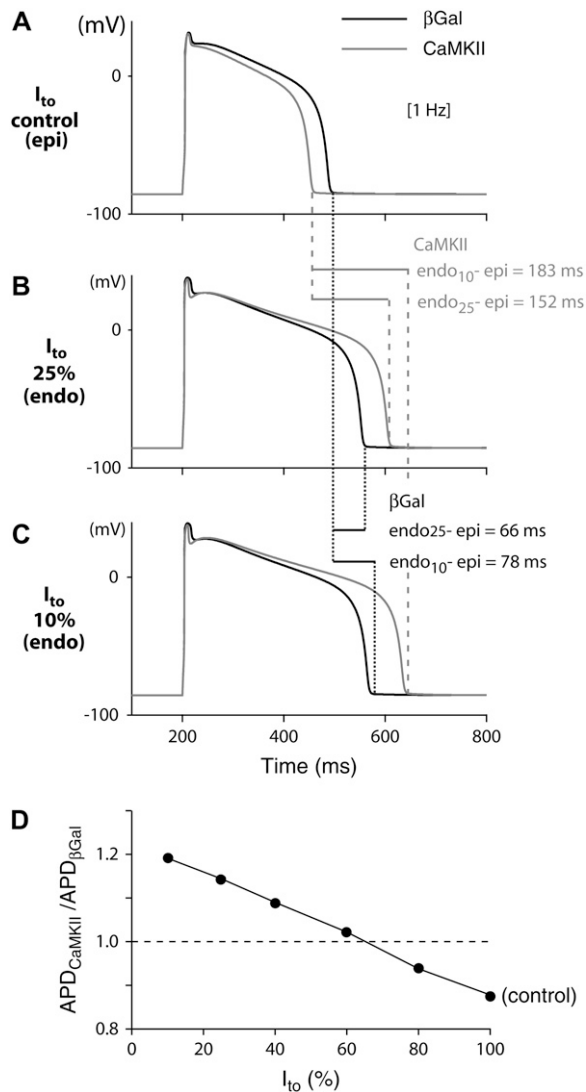 A
(mV)
βGal
CaMKII
0
[1 Hz]
Ito
control
(epi)
-100
CaMKII
endo10- epi = 183 ms
endo25- epi = 152 ms
B
(mV)
0
Ito
25%
(endo)
-100
βGal
endo25- epi = 66 ms
endo10- epi = 78 ms
C
(mV)
0
Ito
10%
(endo)
-100
200
400
600
800
Time (ms)
D
APDCaMKII /APDβGal
1.2
1.0
0.8
(control)
0
20
40
60
80
100
Ito (%)